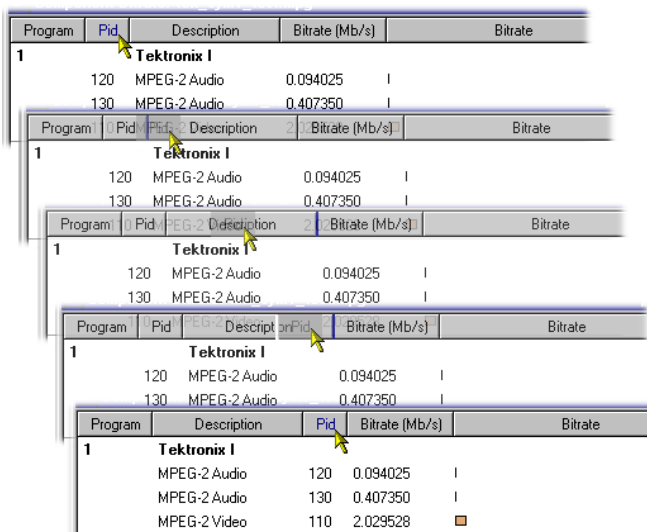 Program Pid Description Bitrate (Mb/s) Bitrate
1 Tektronix I
120 MPEG-2 Audio 0.094025
130 MPEG-2 Audio 0.407350
Program Pid Pid Description Bitrate (Mb/s) Bitrate
1 Tektronix I
120 MPEG-2 Audio 0.094025
130 MPEG-2 Audio 0.407350
Program Pid Description Bitrate (Mb/s) Bitrate
1 Tektronix I
120 MPEG-2 Audio 0.094025
130 MPEG-2 Audio 0.407350
Program Pid Description Pid Bitrate (Mb/s) Bitrate
1 Tektronix I
120 MPEG-2 Audio 0.094025
130 MPEG-2 Audio 0.407350
Program Description Pid Bitrate (Mb/s) Bitrate
1 Tektronix I
MPEG-2 Audio 120 0.094025
MPEG-2 Audio 130 0.407350
MPEG-2 Video 110 2.029528